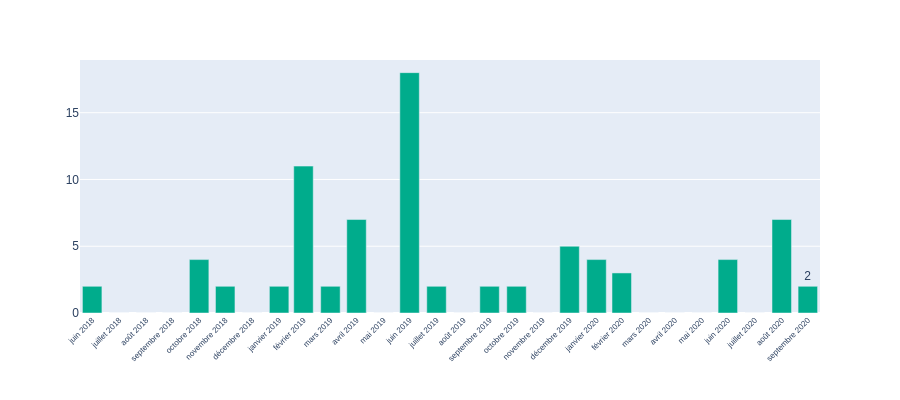 15
10
5
0
2
juin 2018
juillet 2018
août 2018
septembre 2018
octobre 2018
novembre 2018
décembre 2018
janvier 2019
février 2019
mars 2019
avril 2019
mai 2019
juin 2019
juillet 2019
août 2019
septembre 2019
octobre 2019
novembre 2019
décembre 2019
janvier 2020
février 2020
mars 2020
avril 2020
mai 2020
juin 2020
juillet 2020
août 2020
septembre 2020